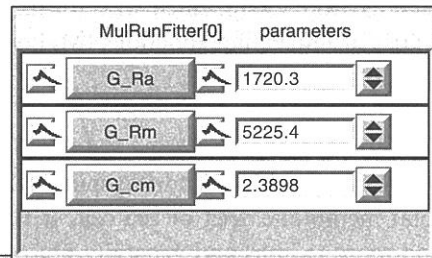 MulRunFitter[0] parameters
G_Ra 1720.3
G_Rm 5225.4
G_cm 2.3898